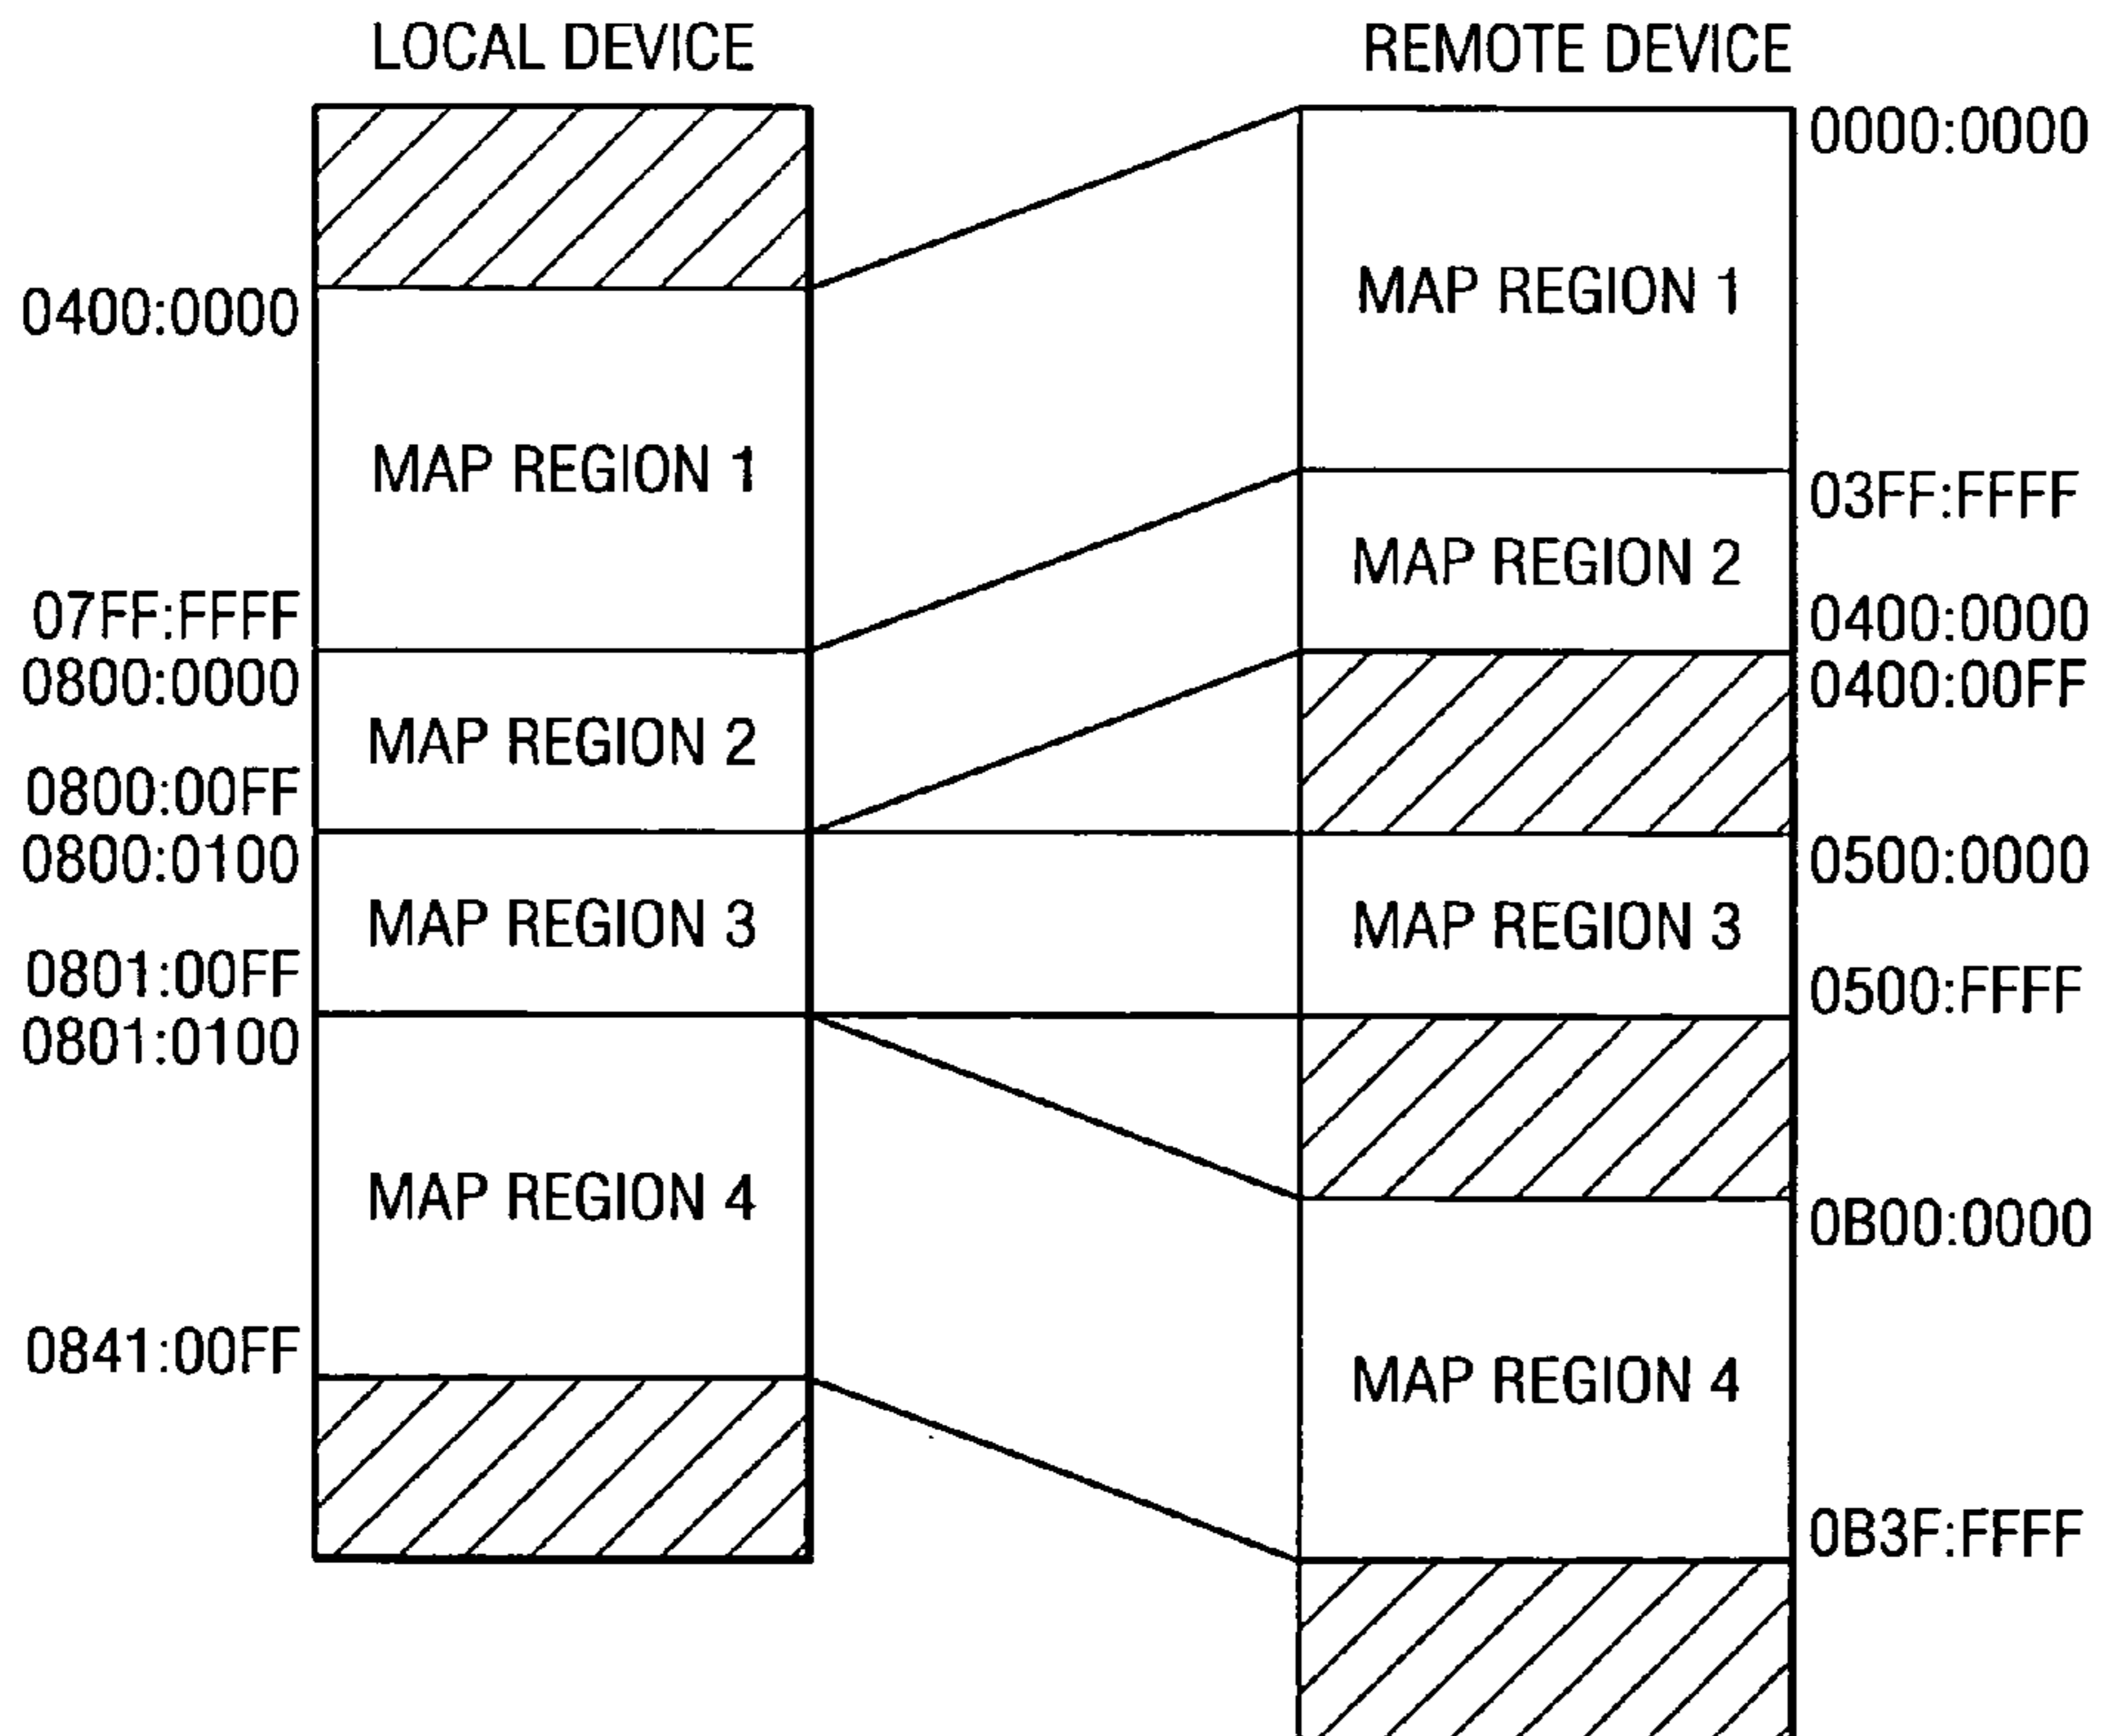 LOCAL DEVICE
REMOTE DEVICE
0000:0000
MAP REGION 1
0400:0000
MAP REGION 1
03FF:FFFF
MAP REGION 2
07FF:FFFF
0400:0000
0800:0000
0400:00FF
MAP REGION 2
0800:00FF
0800:0100
0500:0000
MAP REGION 3
MAP REGION 3
0801:00FF
0500:FFFF
0801:0100
MAP REGION 4
0B00:0000
0841:00FF
MAP REGION 4
0B3F:FFFF